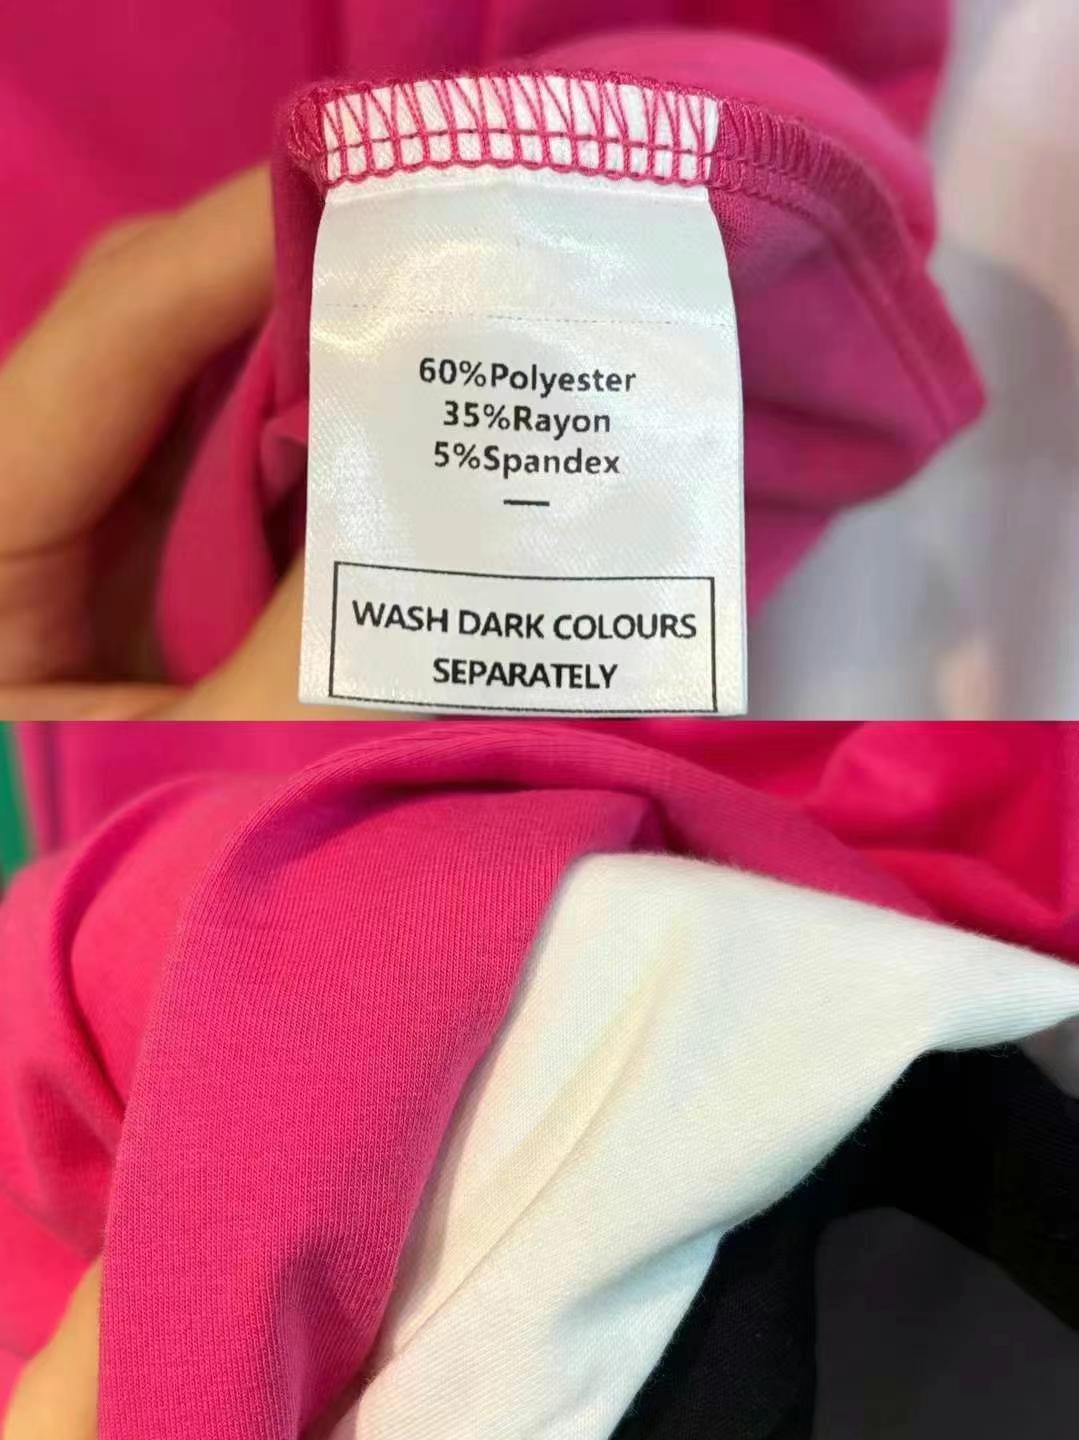 60%Polyester
35%Rayon
5%Spandex
WASH DARK COLOURS
SEPARATELY